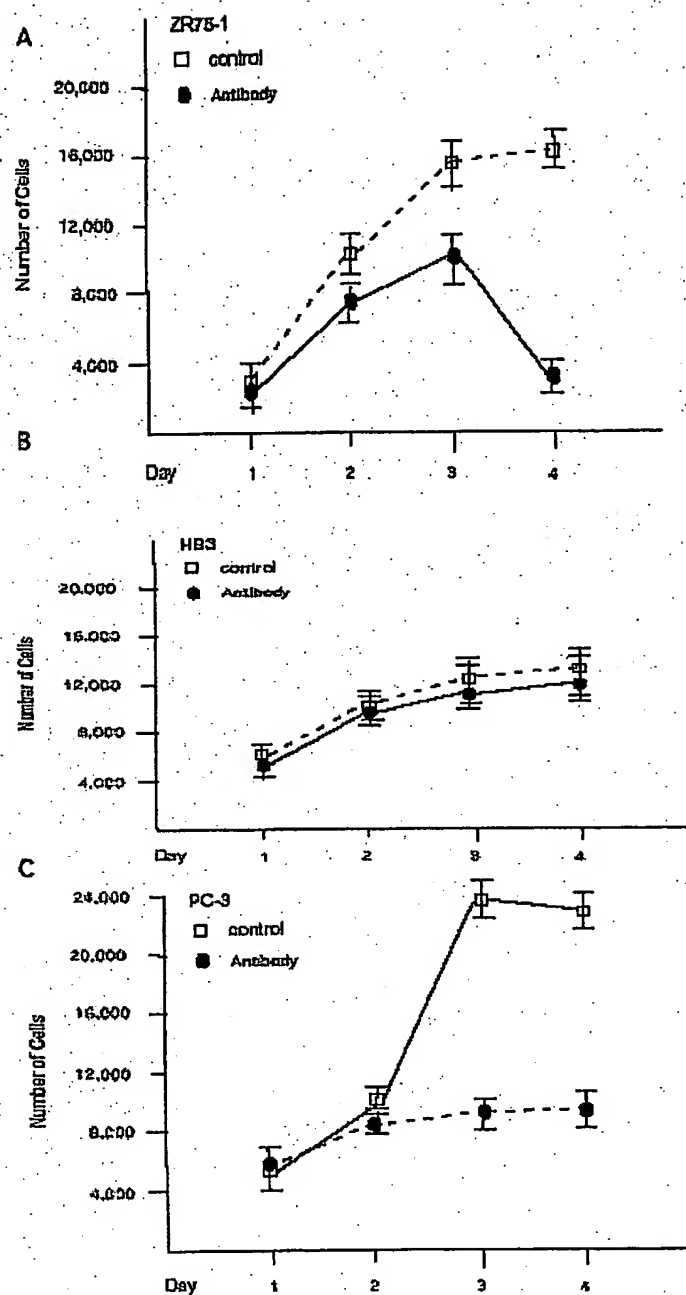 A
ZR75-1
control
Antibody
20,000
16,000
12,000
8,000
4,000
Number of Cells
Day 1 2 3 4
B
HB3
control
Antibody
20,000
16,000
12,000
8,000
4,000
Number of Cells
Day 1 2 3 4
C
PC-3
control
Antibody
24,000
20,000
16,000
12,000
8,000
4,000
Number of Cells
Day 1 2 3 4